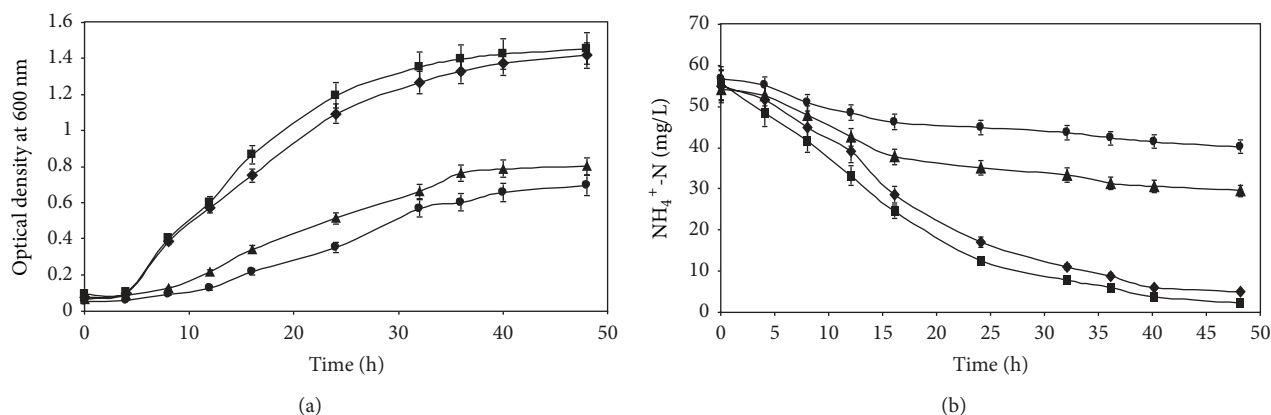 1.6
1.4
1.2
1
0.8
0.6
0.4
0.2
0
Optical density at 600 nm
0 10 20 30 40 50
Time (h)
(a)
70
60
50
40
30
20
10
0
NH₄⁺-N (mg/L)
0 5 10 15 20 25 30 35 40 45 50
Time (h)
(b)